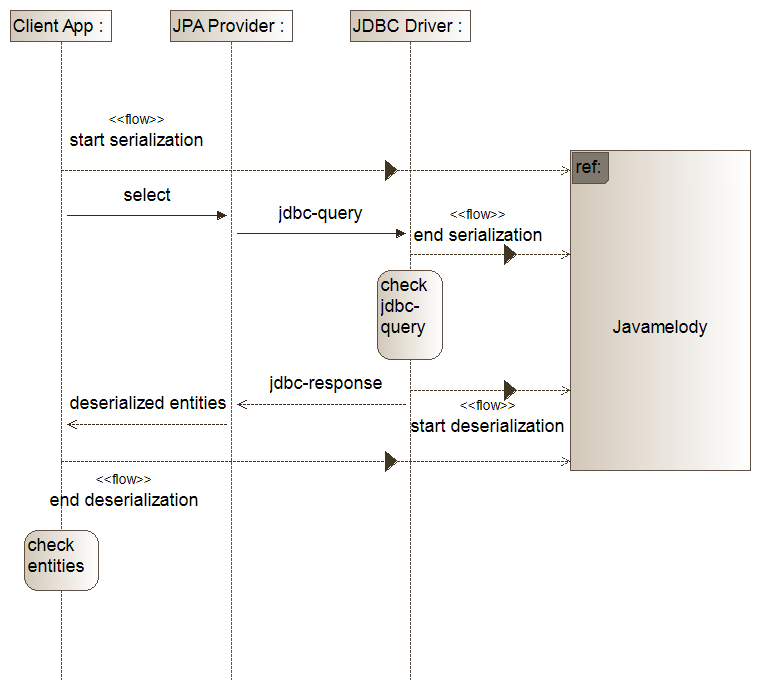 Client App :
JPA Provider :
JDBC Driver :
<<flow>>
start serialization
ref:
select
jdbc-query
<<flow>>
end serialization
check
jdbc-
query
Javamelody
jdbc-response
deserialized entities
<<flow>>
start deserialization
<<flow>>
end deserialization
check
entities